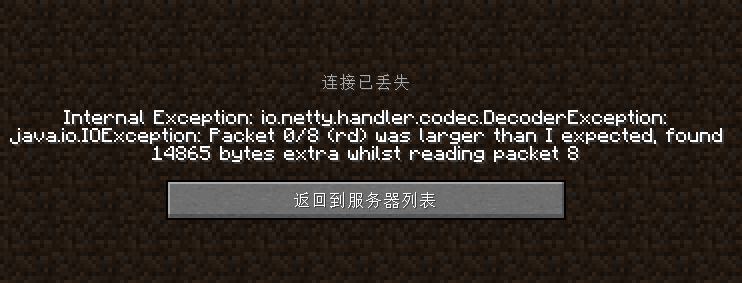 连接已丢失
Internal Exception: io.netty.handler.codec.DecoderException:
java.io.IOException: Packet 0/8 (rd) was larger than I expected, found
14865 bytes extra whilst reading packet 8
返回到服务器列表